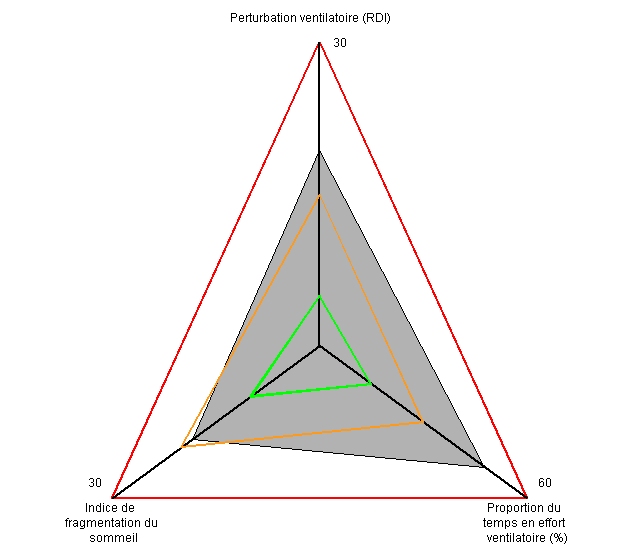 Perturbation ventilatoire (RDI)
30
30
60
Indice de
fragmentation du
sommeil
Proportion du
temps en effort
ventilatoire (%)